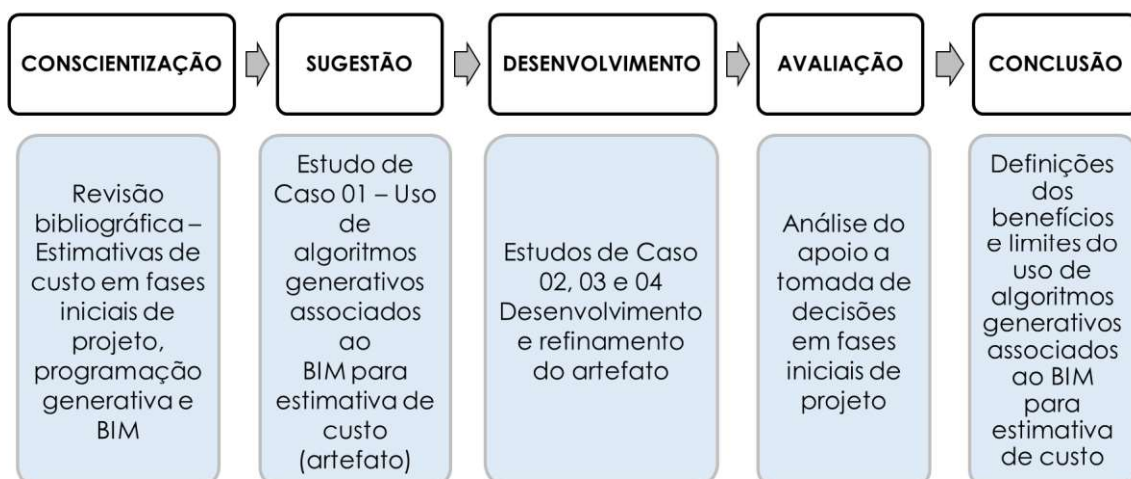 CONSCIENTIZAÇÃO
SUGESTÃO
DESENVOLVIMENTO
AVALIAÇÃO
CONCLUSÃO
Revisão
bibliográfica –
Estimativas de
custo em fases
iniciais de
projeto,
programação
generativa e
BIM
Estudo de
Caso 01 – Uso
de
algoritmos
generativos
associados
ao
BIM para
estimativa de
custo
(artefato)
Estudos de Caso
02, 03 e 04
Desenvolvimento
e refinamento
do artefato
Análise do
apoio a
tomada de
decisões
em fases
iniciais de
projeto
Definições
dos
benefícios
e limites do
uso de
algoritmos
generativos
associados
ao BIM
para
estimativa
de custo